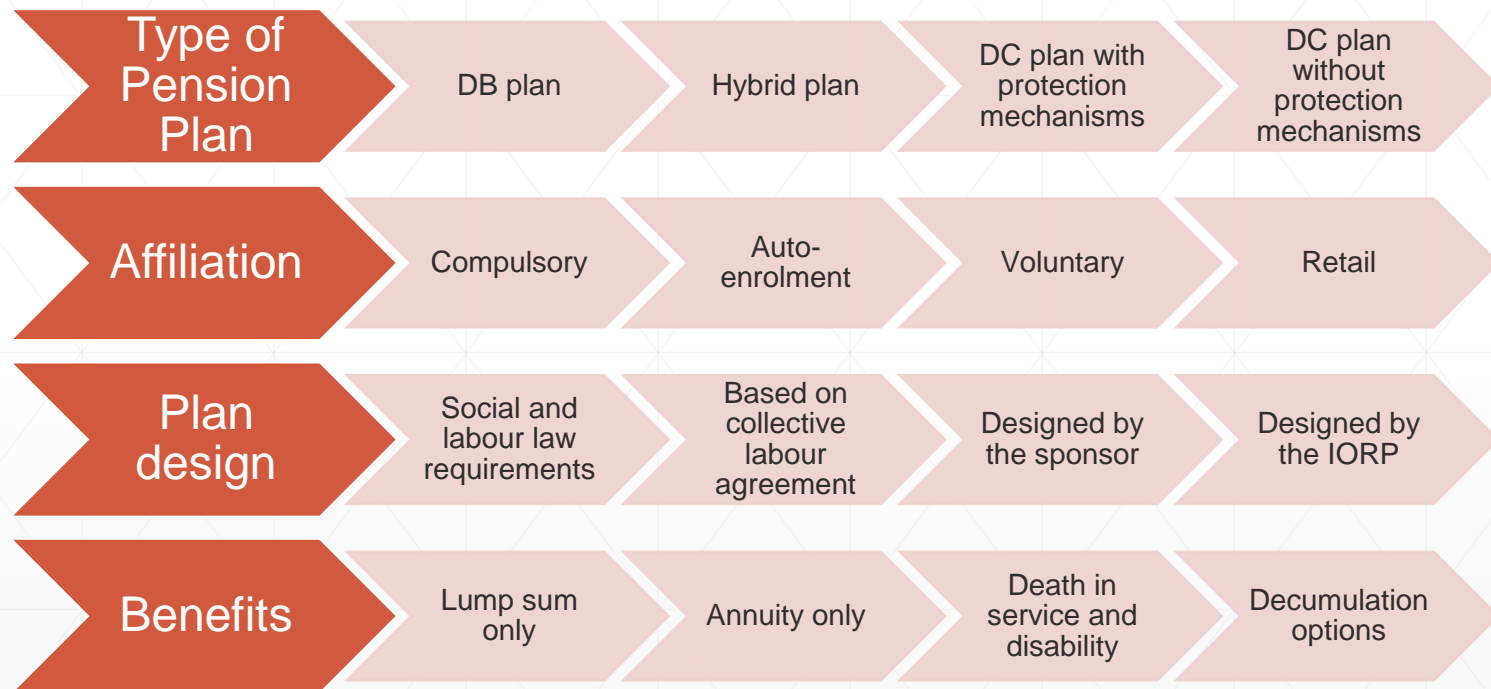 Type of
Pension
Plan
DB plan
Hybrid plan
DC plan with
protection
mechanisms
DC plan
without
protection
mechanisms
Affiliation
Compulsory
Auto-
enrolment
Voluntary
Retail
Plan
design
Social and
labour law
requirements
Based on
collective
labour
agreement
Designed by
the sponsor
Designed by
the IORP
Benefits
Lump sum
only
Annuity only
Death in
service and
disability
Decumulation
options